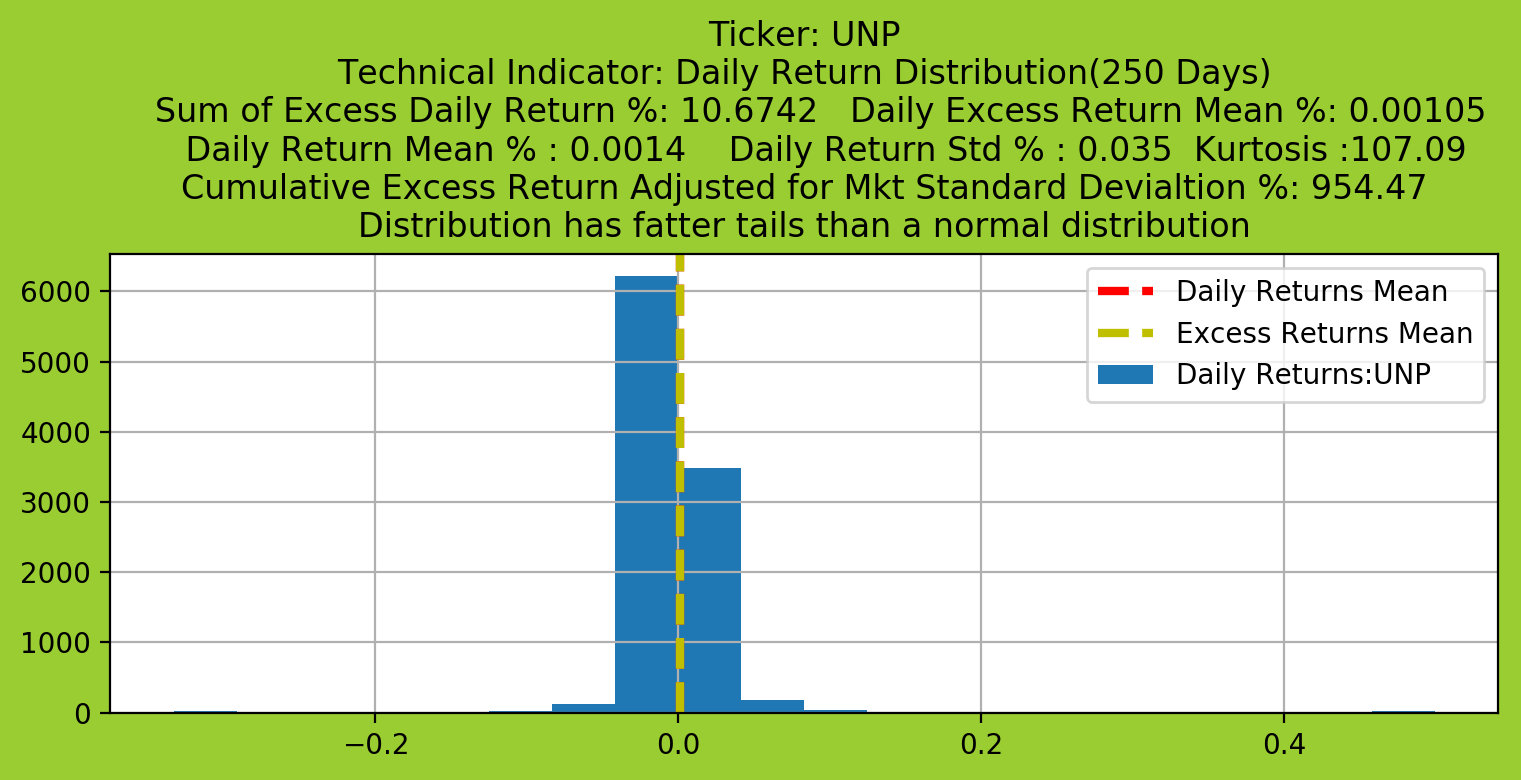 Ticker: UNP
Technical Indicator: Daily Return Distribution(250 Days)
Sum of Excess Daily Return %: 10.6742   Daily Excess Return Mean %: 0.00105
Daily Return Mean % : 0.0014    Daily Return Std % : 0.035  Kurtosis :107.09
Cumulative Excess Return Adjusted for Mkt Standard Devialtion %: 954.47
Distribution has fatter tails than a normal distribution
Daily Returns Mean
Excess Returns Mean
Daily Returns:UNP
6000
5000
4000
3000
2000
1000
0
−0.2 0.0 0.2 0.4